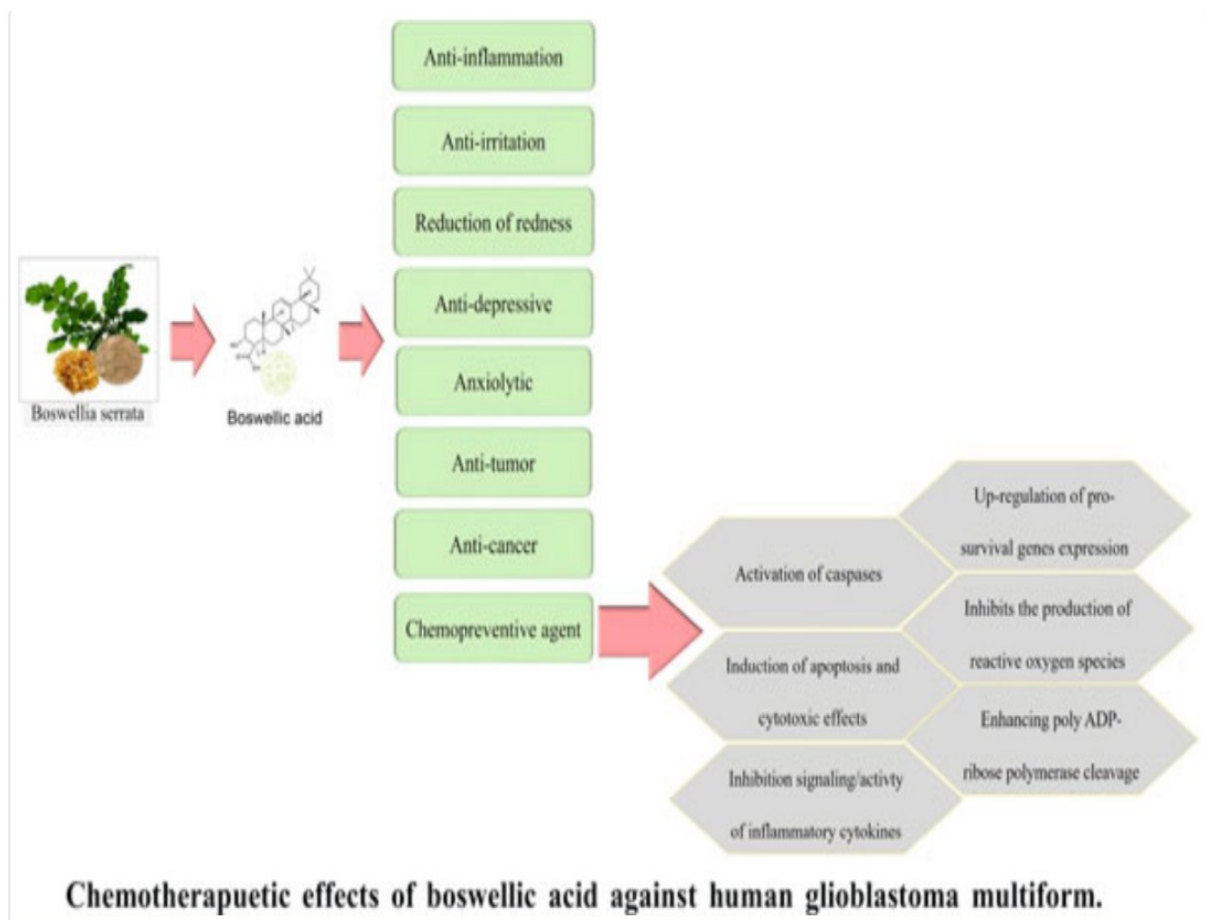 Anti-inflammation
Anti-irritation
Reduction of redness
Anti-depressive
Anxiolytic
Anti-tumor
Anti-cancer
Chemopreventive agent
Boswellia serrata
Boswellic acid
Activation of caspases
Induction of apoptosis and
cytotoxic effects
Inhibition signaling/activty
of inflammatory cytokines
Up-regulation of pro-
survival genes expression
Inhibits the production of
reactive oxygen species
Enhancing poly ADP-
ribose polymerase cleavage
Chemotherapuetic effects of boswellic acid against human glioblastoma multiform.